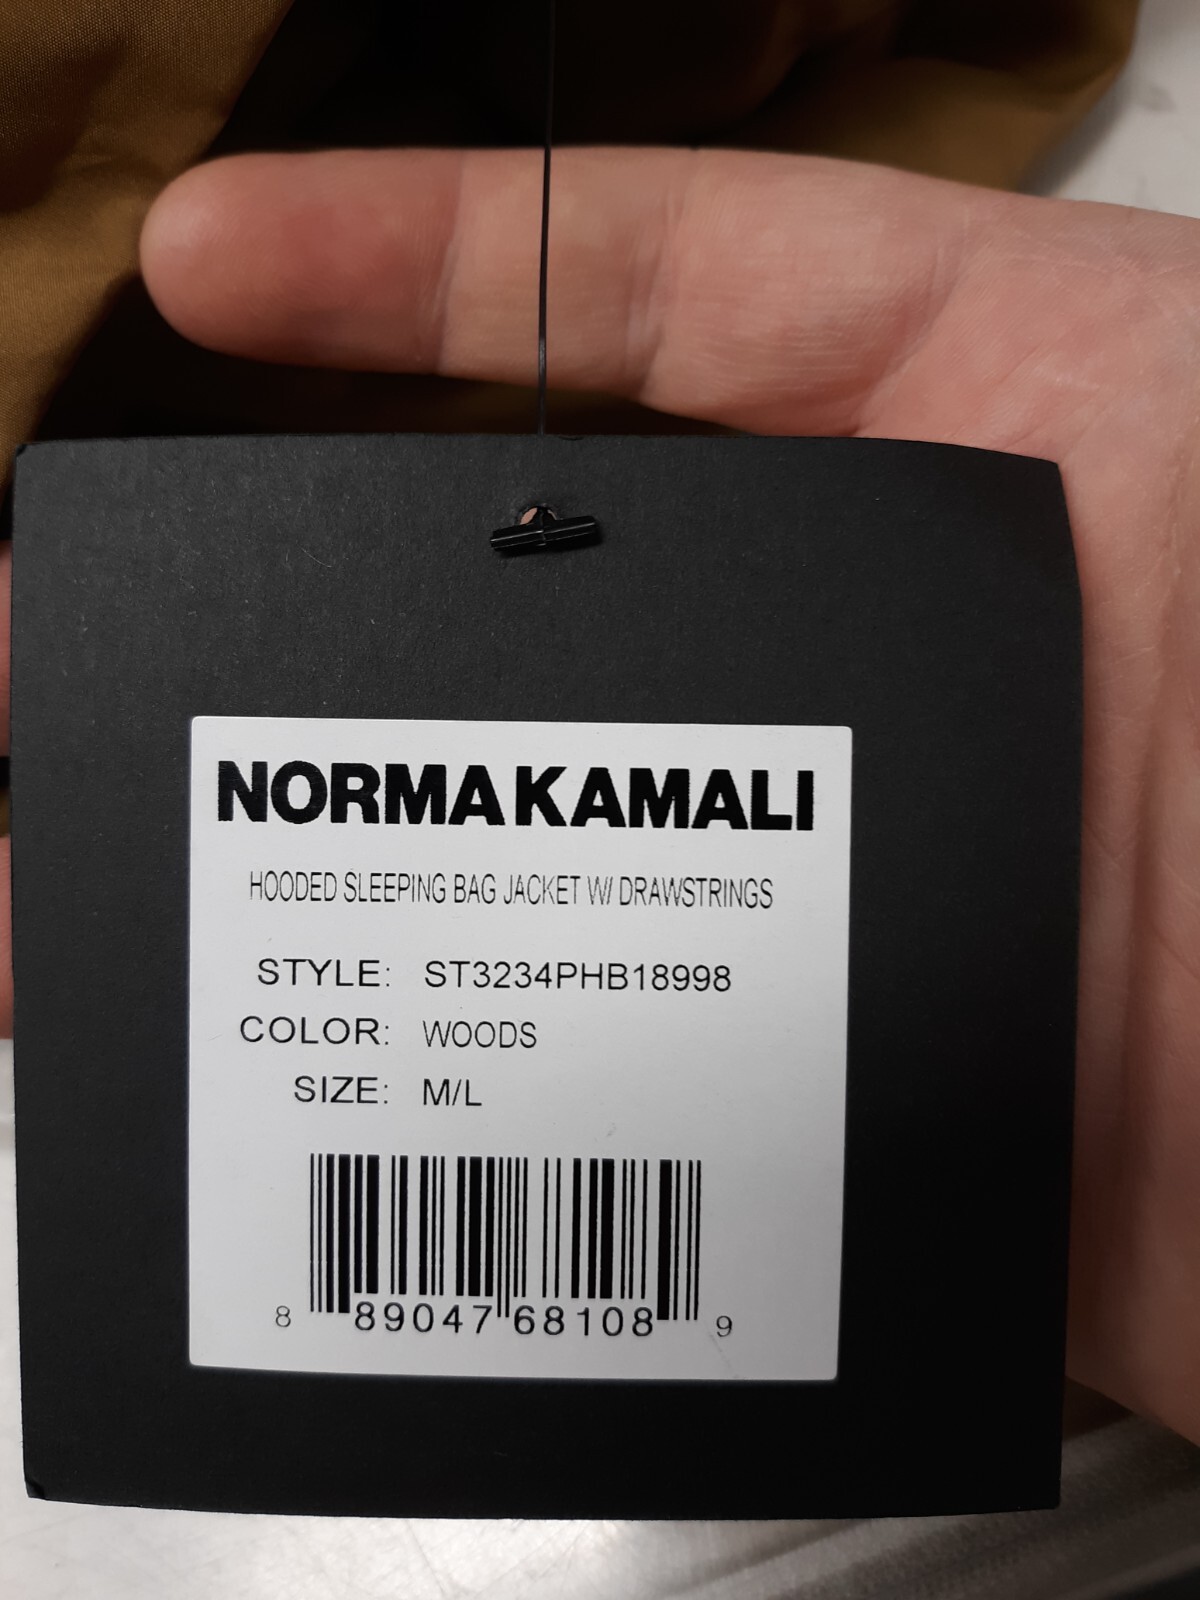 NORMA KAMALI
HOODED SLEEPING BAG JACKET W/ DRAWSTRINGS
STYLE: ST3234PHB18998
COLOR: WOODS
SIZE: M/L
8 89047 68108 9